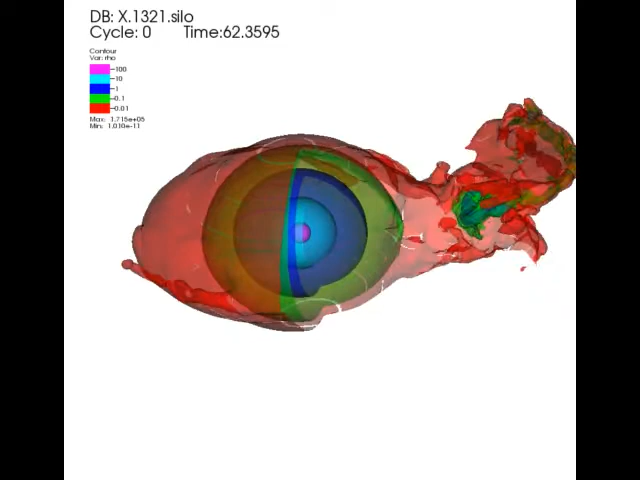 DB: X.1321.silo
Cycle: 0 Time:62.3595
Contour
Var: rho
100
10
1
0.1
0.01
Max: 1.715e+05
Min: 1.010e-11